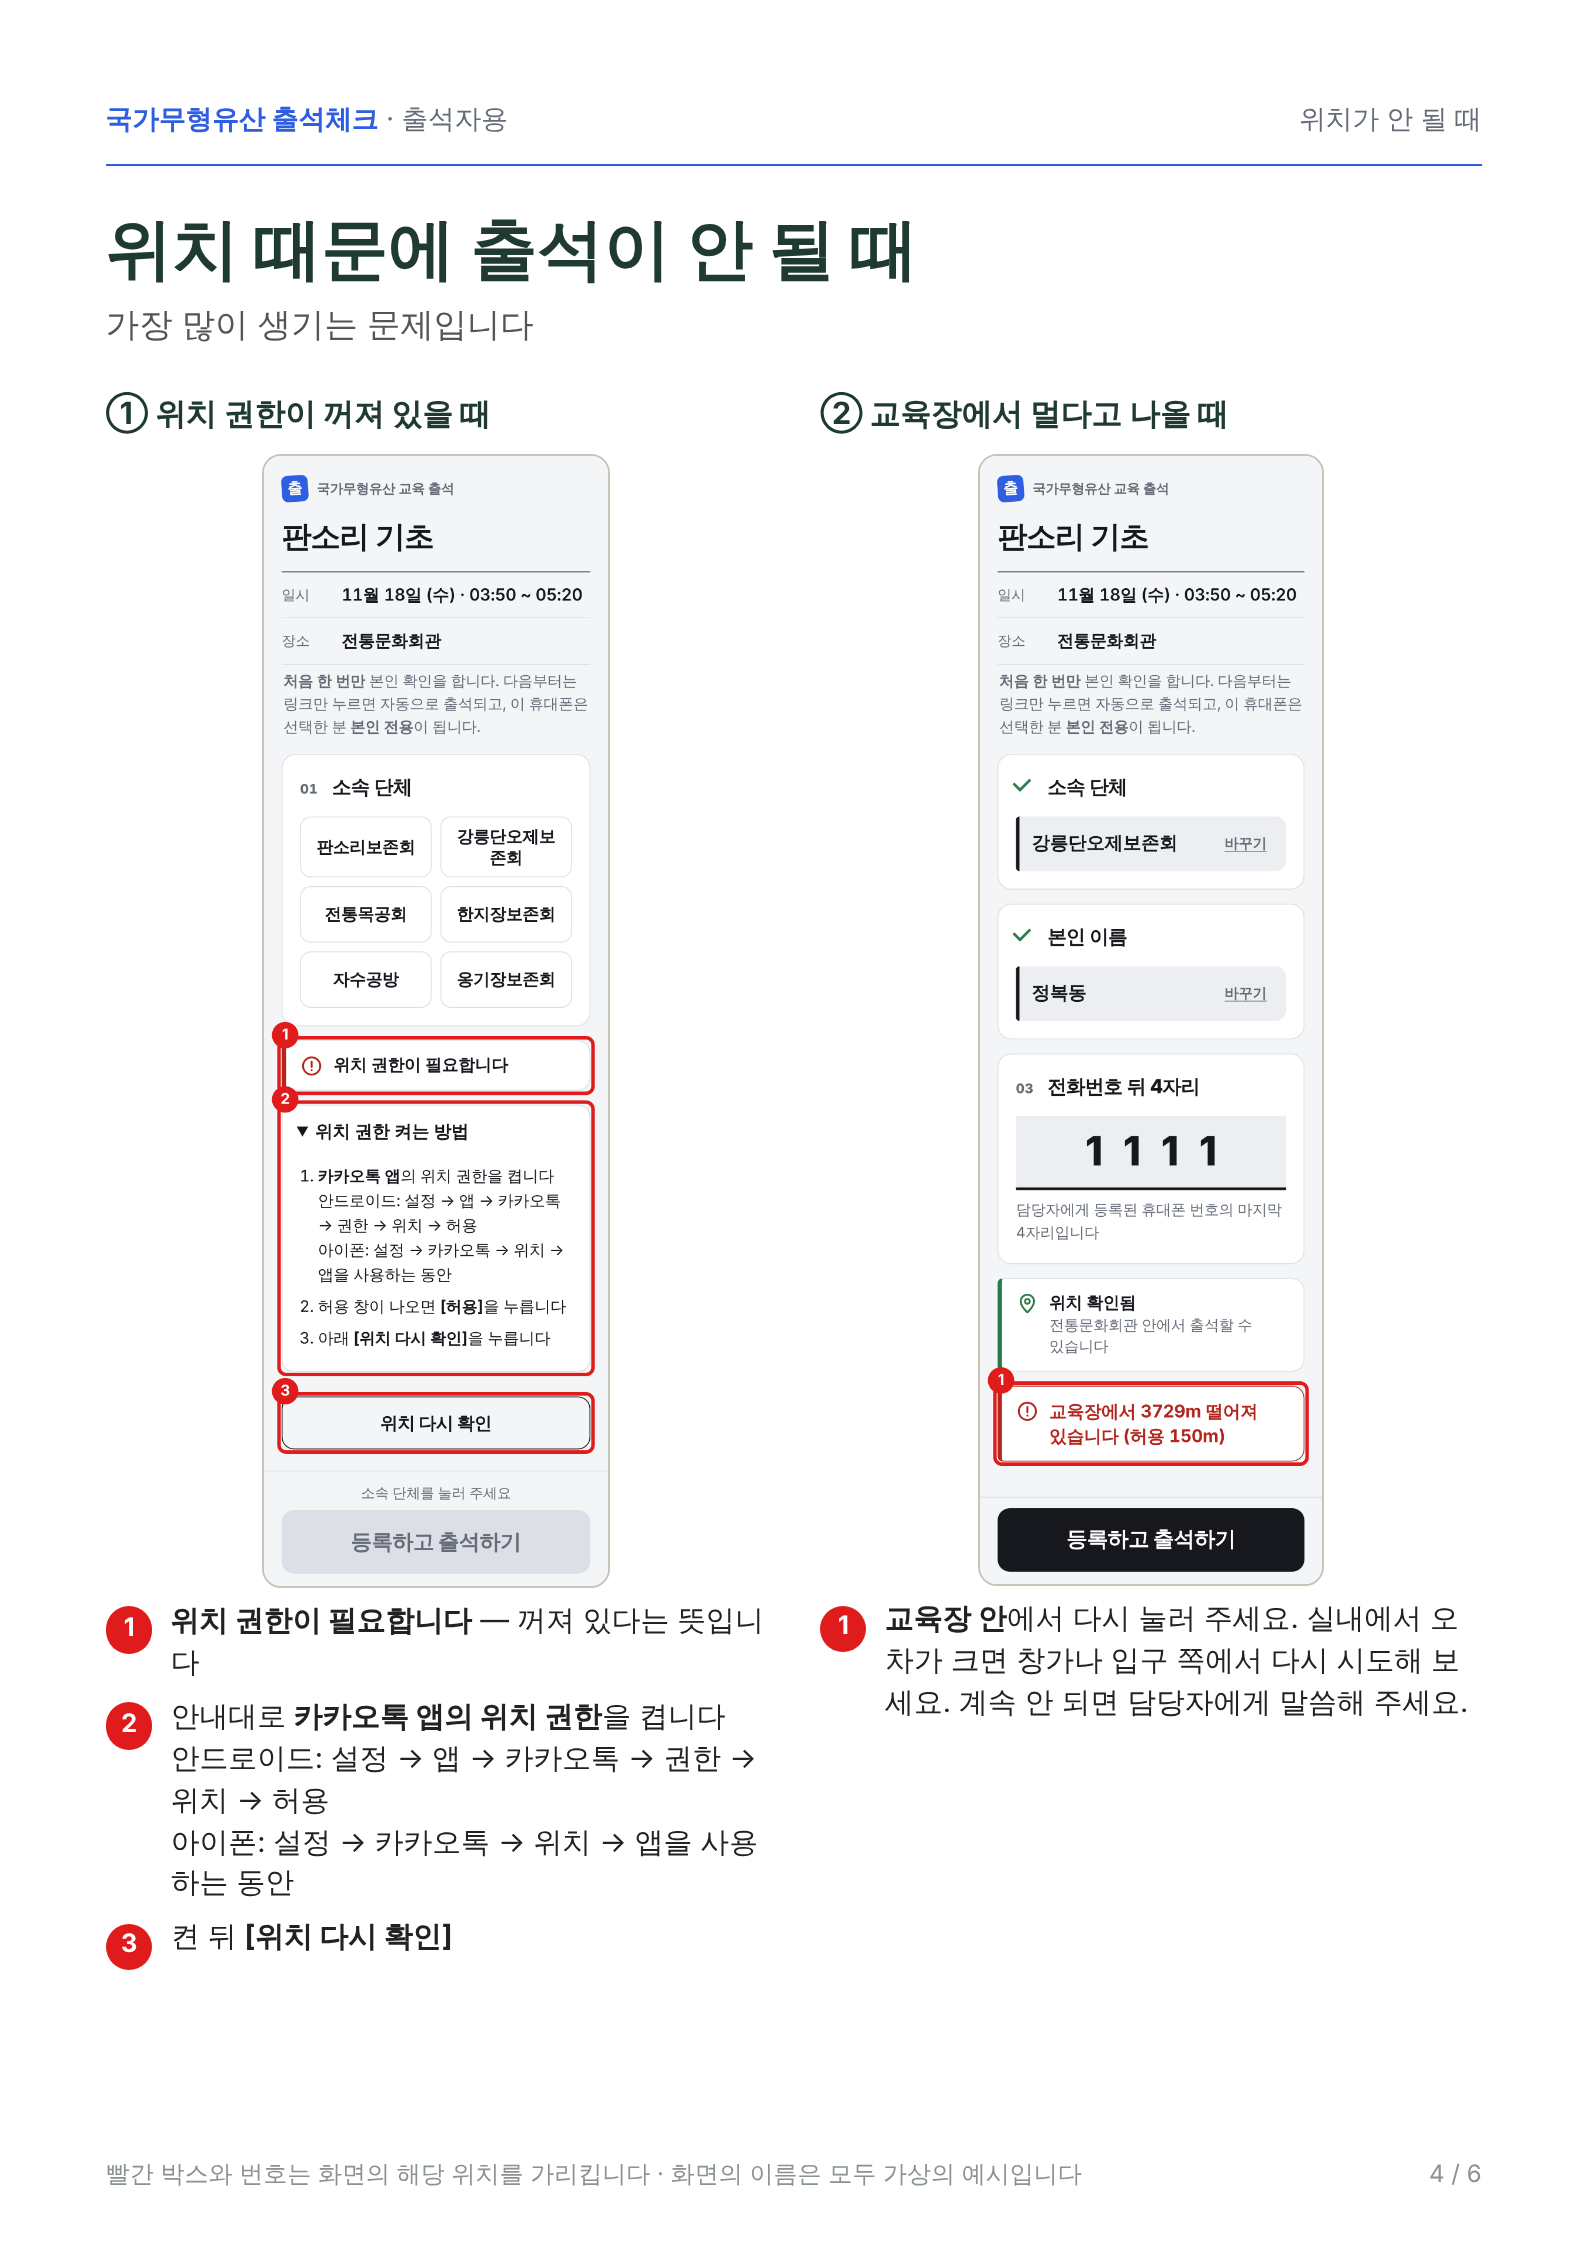 국가무형유산 출석체크 · 출석자용
위치가 안 될 때
위치 때문에 출석이 안 될 때
가장 많이 생기는 문제입니다
① 위치 권한이 꺼져 있을 때
출 국가무형유산 교육 출석
판소리 기초
일시 11월 18일 (수) · 03:50 ~ 05:20
장소 전통문화회관
처음 한 번만 본인 확인을 합니다. 다음부터는
링크만 누르면 자동으로 출석되고, 이 휴대폰은
선택한 분 본인 전용이 됩니다.
01 소속 단체
판소리보존회
강릉단오제보
존회
전통목공회
한지장보존회
자수공방
옹기장보존회
1
위치 권한이 필요합니다
2
▼ 위치 권한 켜는 방법
1. 카카오톡 앱의 위치 권한을 켭니다
안드로이드: 설정 → 앱 → 카카오톡
→ 권한 → 위치 → 허용
아이폰: 설정 → 카카오톡 → 위치 →
앱을 사용하는 동안
2. 허용 창이 나오면 [허용]을 누릅니다
3. 아래 [위치 다시 확인]을 누릅니다
3
위치 다시 확인
소속 단체를 눌러 주세요
등록하고 출석하기
1 위치 권한이 필요합니다 — 꺼져 있다는 뜻입니
다
2 안내대로 카카오톡 앱의 위치 권한을 켭니다
안드로이드: 설정 → 앱 → 카카오톡 → 권한 →
위치 → 허용
아이폰: 설정 → 카카오톡 → 위치 → 앱을 사용
하는 동안
3 켠 뒤 [위치 다시 확인]
② 교육장에서 멀다고 나올 때
출 국가무형유산 교육 출석
판소리 기초
일시 11월 18일 (수) · 03:50 ~ 05:20
장소 전통문화회관
처음 한 번만 본인 확인을 합니다. 다음부터는
링크만 누르면 자동으로 출석되고, 이 휴대폰은
선택한 분 본인 전용이 됩니다.
소속 단체
강릉단오제보존회 바꾸기
본인 이름
정복동 바꾸기
03 전화번호 뒤 4자리
1 1 1 1
담당자에게 등록된 휴대폰 번호의 마지막
4자리입니다
위치 확인됨
전통문화회관 안에서 출석할 수
있습니다
1
교육장에서 3729m 떨어져
있습니다 (허용 150m)
등록하고 출석하기
1 교육장 안에서 다시 눌러 주세요. 실내에서 오
차가 크면 창가나 입구 쪽에서 다시 시도해 보
세요. 계속 안 되면 담당자에게 말씀해 주세요.
빨간 박스와 번호는 화면의 해당 위치를 가리킵니다 · 화면의 이름은 모두 가상의 예시입니다
4 / 6